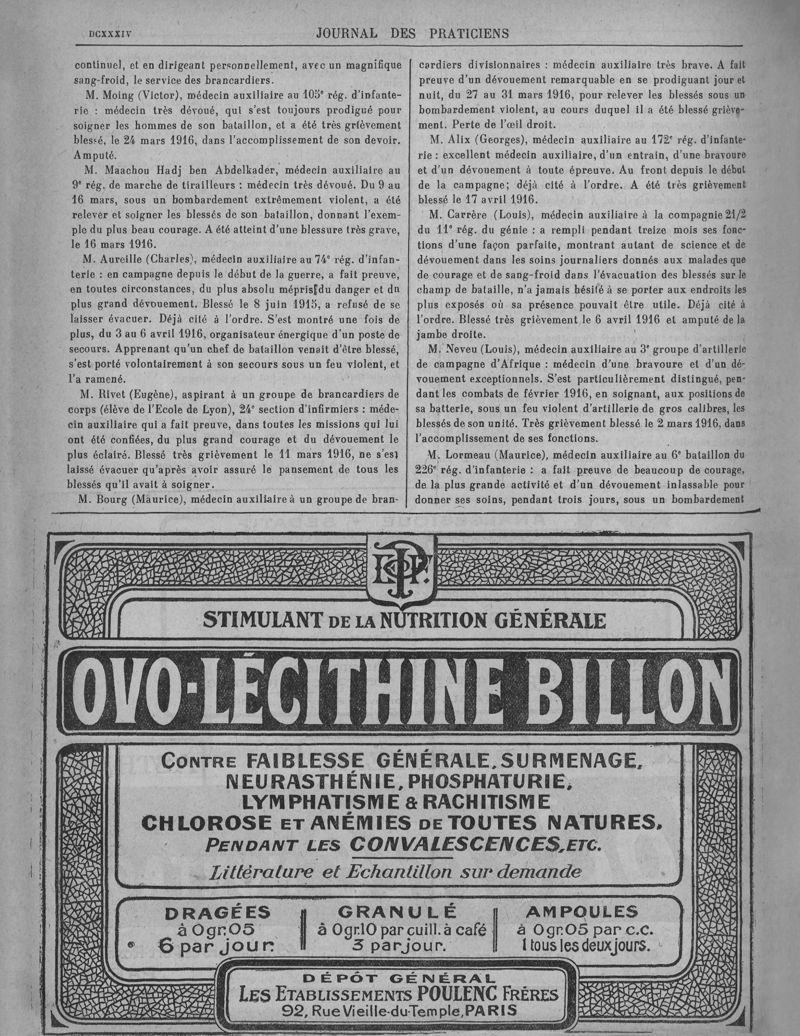 DCXXXIV
JOURNAL DES PRATICIENS
continuel, et en dirigeant personnellement, avec un magnifique
sang-froid, le service des brancardiers.
M. Moing (Victor), médecin auxiliaire au 105e rég. d'infante-
rie : médecin très dévoué, qui s'est toujours prodigué pour
soigner les hommes de son bataillon, et a été très grièvement
blessé, le 24 mars 1916, dans l'accomplissement de son devoir.
Amputé.
M. Maachou Hadj ben Abdelkader, médecin auxiliaire au
9e rég. de marche de tirailleurs : médecin très dévoué. Du 9 au
16 mars, sous un bombardement extrêmement violent, a été
relever et soigner les blessés de son bataillon, donnant l'exem-
ple du plus beau courage. A été atteint d'une blessure très grave,
le 16 mars 1916.
M. Aureille (Charles), médecin auxiliaire au 74e rég. d'infan-
terie : en campagne depuis le début de la guerre, a fait preuve,
en toutes circonstances, du plus absolu mépris[du danger et du
plus grand dévouement. Blessé le 8 juin 1915, a refusé de se
laisser évacuer. Déjà cité à l'ordre. S'est montré une fois de
plus, du 3 au 6 avril 1916, organisateur énergique d'un poste de
secours. Apprenant qu'un chef de bataillon venait d'être blessé,
s'est porté volontairement à son secours sous un feu violent, et
l'a ramené.
M. Rivet (Eugène), aspirant à un groupe de brancardiers de
corps (élève de l'Ecole de Lyon), 24e section d'infirmiers : méde-
cin auxiliaire qui a fait preuve, dans toutes les missions qui lui
ont été confiées, du plus grand courage et du dévouement le
plus éclairé. Blessé très grièvement le 11 mars 1916, ne s'est
laissé évacuer qu'après avoir assuré le pansement de tous les
blessés qu'il avait à soigner.
M. Bourg (Maurice), médecin auxiliaire à un groupe de bran-
cardiers divisionnaires : médecin auxiliaire très brave. A fait
preuve d'un dévouement remarquable en se prodiguant jour et
nuit, du 27 au 31 mars 1916, pour relever les blessés sous un
bombardement violent, au cours duquel il a été blessé griève-
ment. Perte de l'œil droit.
M. Alix (Georges), médecin auxiliaire au 172e rég. d'infante-
rie : excellent médecin auxiliaire, d'un entrain, d'une bravoure
et d'un dévouement à toute épreuve. Au front depuis le début
de la campagne; déjà cité à l'ordre. A été très grièvement
blessé le 17 avril 1916.
M. Carrère (Louis), médecin auxiliaire à la compagnie 21/2
du 11e rég. du génie : a rempli pendant treize mois ses fonc-
tions d'une façon parfaite, montrant autant de science et de
dévouement dans les soins journaliers donnés aux malades que
de courage et de sang-froid dans l'évacuation des blessés sur le
champ de bataille, n'a jamais hésité à se porter aux endroits les
plus exposés où sa présence pouvait être utile. Déjà cité à
l'ordre. Blessé très grièvement le 6 avril 1916 et amputé de la
jambe droite.
M. Neveu (Louis), médecin auxiliaire au 3e groupe d'artillerie
de campagne d'Afrique : médecin d'une bravoure et d'un dé-
vouement exceptionnels. S'est particulièrement distingué, pen-
dant les combats de février 1916, en soignant, aux positions de
sa batterie, sous un feu violent d'artillerie de gros calibres, les
blessés de son unité. Très grièvement blessé le 2 mars 1916, dans
l'accomplissement de ses fonctions.
M. Lormeau (Maurice), médecin auxiliaire au 6e bataillon du
226e rég. d'infanterie : a fait preuve de beaucoup de courage,
de la plus grande activité et d'un dévouement inlassable pour
donner ses soins, pendant trois jours, sous un bombardement
STIMULANT DE LA NUTRITION GÉNÉRALE
OVO-LÉCITHINE BILLON
CONTRE FAIBLESSE GÉNÉRALE, SURMENAGE,
NEURASTHÉNIE, PHOSPHATURIE,
LYMPHATISME & RACHITISME
CHLOROSE ET ANÉMIES DE TOUTES NATURES,
PENDANT LES CONVALESCENCES, ETC.
Littérature et Echantillon sur demande
DRAGÉES
à 0gr.05
6 par jour.
GRANULÉ
à 0gr.10 par cuill. à café
3 par jour.
AMPOULES
à 0gr.05 par c.c.
1 tous les deux jours.
DÉPÔT GÉNÉRAL
LES ETABLISSEMENTS POULENC FRÈRES
92, Rue Vieille-du-Temple, PARIS